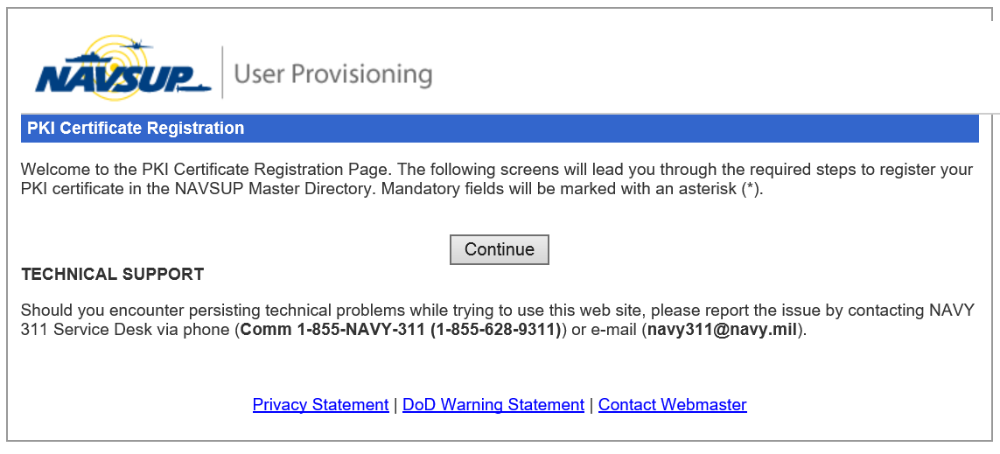 NAVSUP User Provisioning
PKI Certificate Registration
Welcome to the PKI Certificate Registration Page. The following screens will lead you through the required steps to register your
PKI certificate in the NAVSUP Master Directory. Mandatory fields will be marked with an asterisk (*).
Continue
TECHNICAL SUPPORT
Should you encounter persisting technical problems while trying to use this web site, please report the issue by contacting NAVY
311 Service Desk via phone (Comm 1-855-NAVY-311 (1-855-628-9311)) or e-mail (navy311@navy.mil).
Privacy Statement | DoD Warning Statement | Contact Webmaster